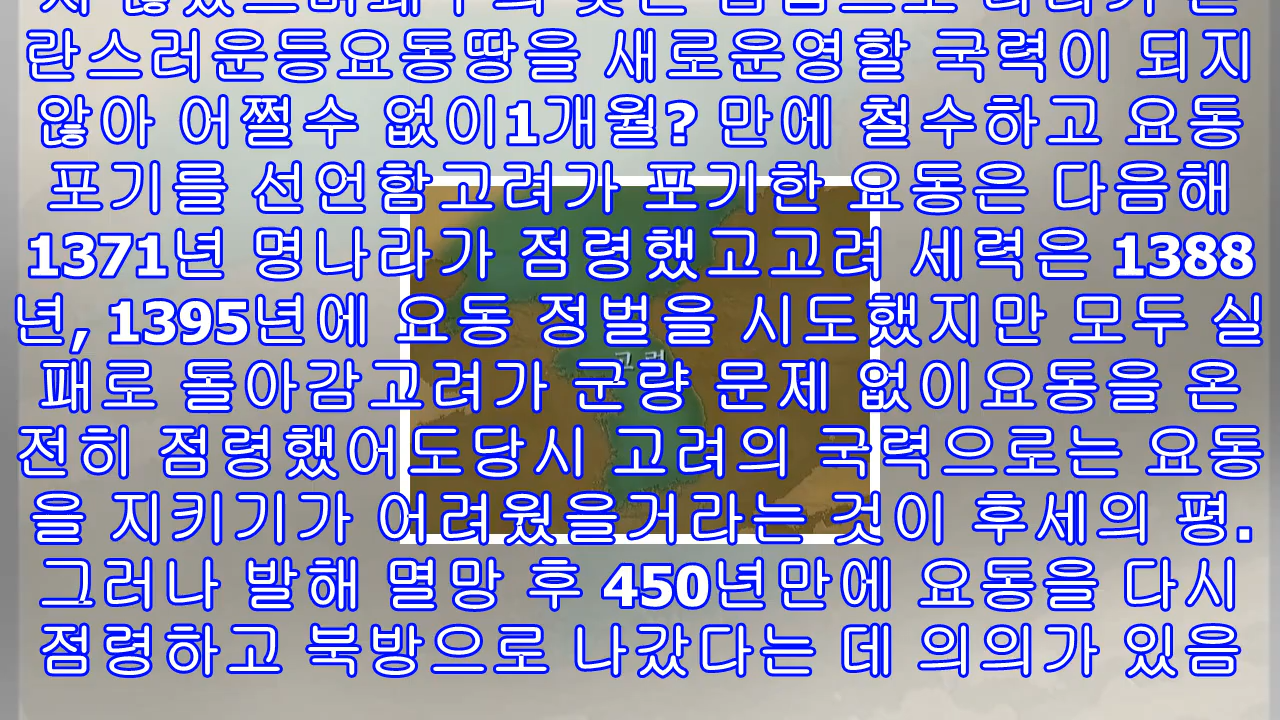 란스러운등요동땅을 새로운영할 국력이 되지
않아 어쩔수 없이1개월? 만에 철수하고 요동
포기를 선언함고려가 포기한 요동은 다음해
1371년 명나라가 점령했고고려 세력은 1388
년, 1395년에 요동 정벌을 시도했지만 모두 실
패로 돌아감고려가 군량 문제 없이요동을 온
고려
전히 점령했어도당시 고려의 국력으로는 요동
을 지키기가 어려웠을거라는 것이 후세의 평.
그러나 발해 멸망 후 450년만에 요동을 다시
점령하고 북방으로 나갔다는 데 의의가 있음